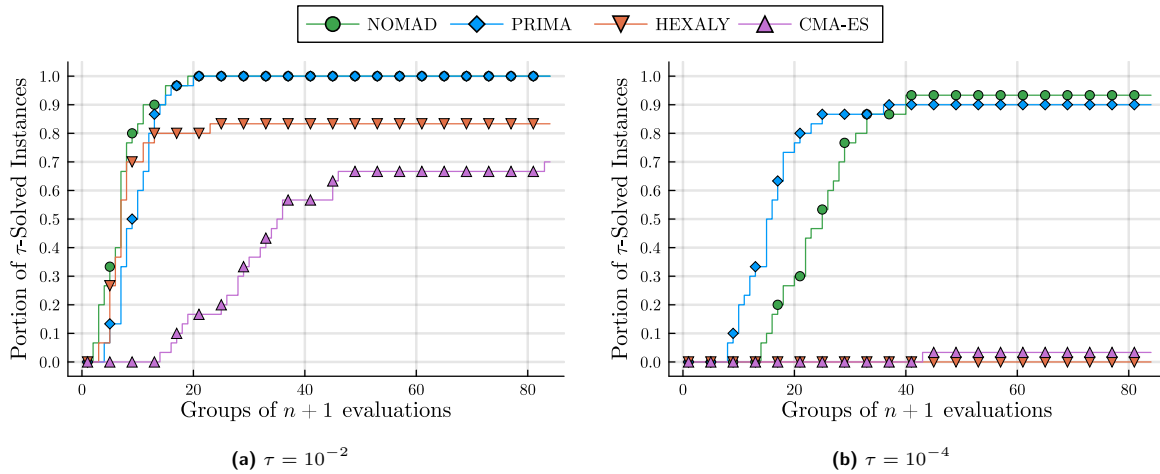 NOMAD PRIMA HEXALY CMA-ES
Portion of τ-Solved Instances
1.0
0.9
0.8
0.7
0.6
0.5
0.4
0.3
0.2
0.1
0.0
0 20 40 60 80
Groups of n + 1 evaluations
(a) τ = 10⁻²
Portion of τ-Solved Instances
1.0
0.9
0.8
0.7
0.6
0.5
0.4
0.3
0.2
0.1
0.0
0 20 40 60 80
Groups of n + 1 evaluations
(b) τ = 10⁻⁴